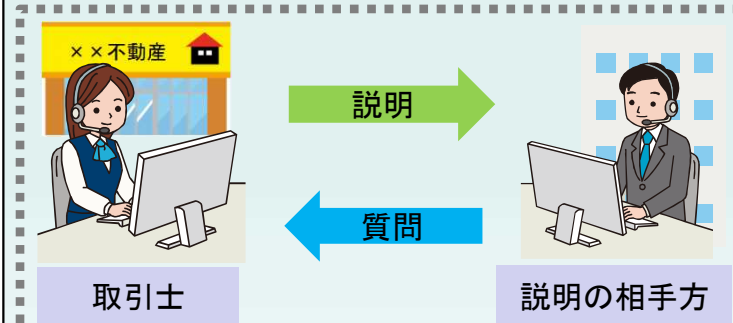 ××不動産
説明
質問
取引士
説明の相手方